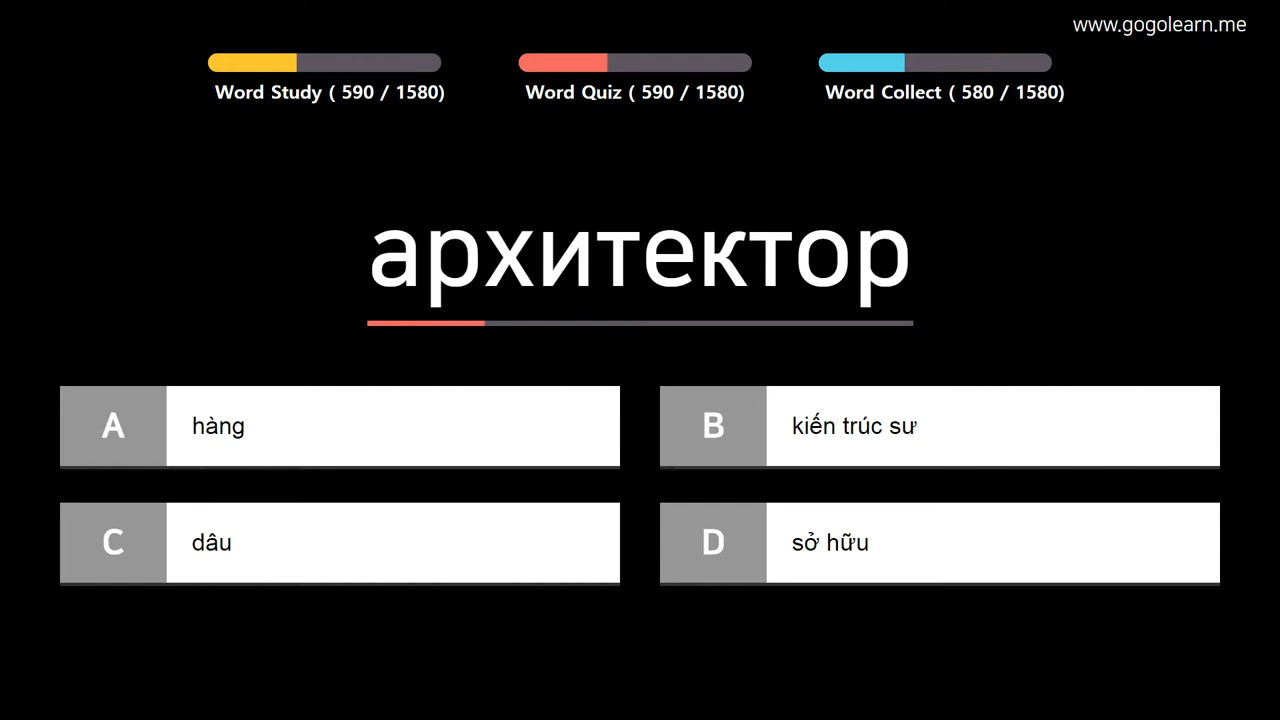 www.gogolearn.me
Word Study ( 590 / 1580)
Word Quiz ( 590 / 1580)
Word Collect ( 580 / 1580)
архитектор
A hàng
B kiến trúc sư
C dâu
D sở hữu